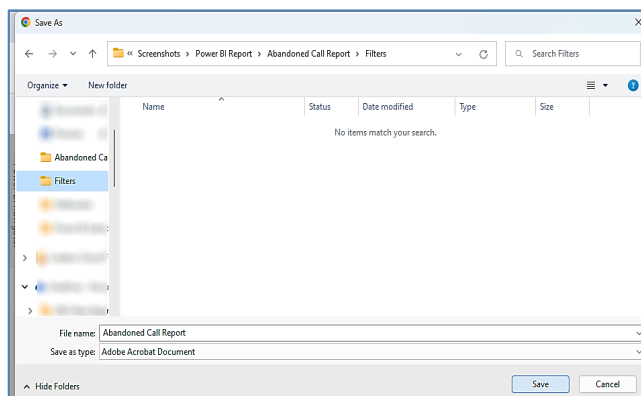 Save As
« Screenshots › Power BI Report › Abandoned Call Report › Filters
Search Filters
Organize
New folder
Name Status Date modified Type Size
No items match your search.
Abandoned Ca
Filters
File name: Abandoned Call Report
Save as type: Adobe Acrobat Document
Hide Folders
Save
Cancel